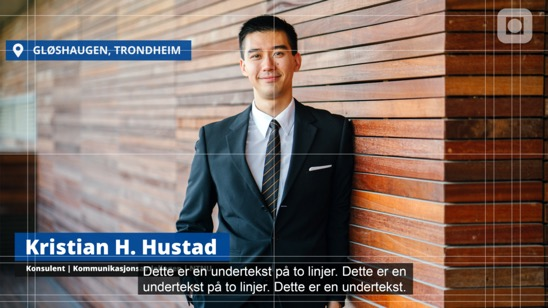 GLØSHAUGEN, TRONDHEIM
Kristian H. Hustad
Konsulent | Kommunikasjons
Dette er en undertekst på to linjer. Dette er en
undertekst på to linjer. Dette er en undertekst.